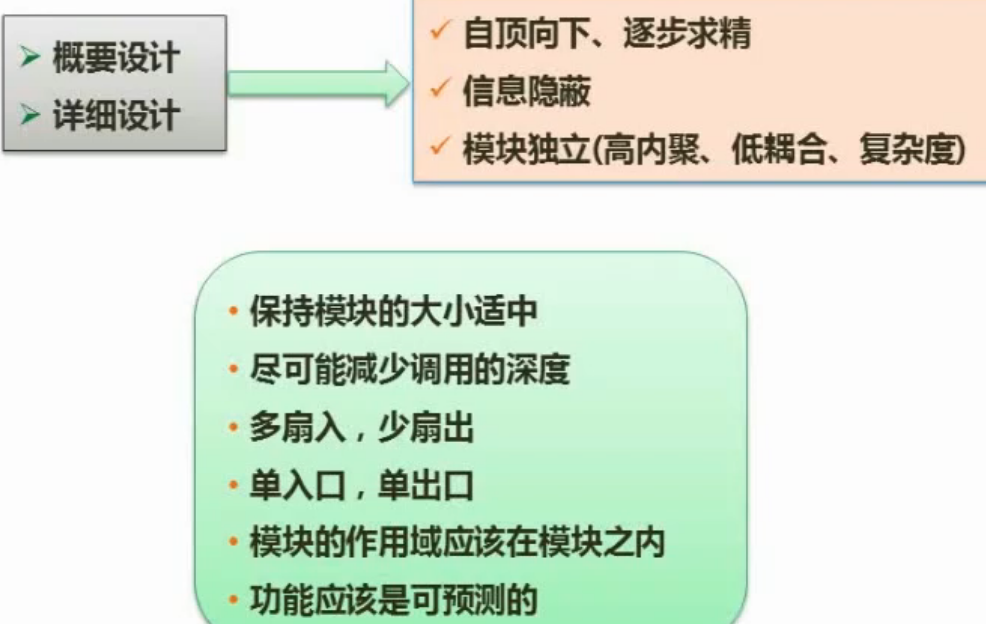 概要设计
详细设计
自顶向下、逐步求精
信息隐蔽
模块独立(高内聚、低耦合、复杂度)
保持模块的大小适中
尽可能减少调用的深度
多扇入，少扇出
单入口，单出口
模块的作用域应该在模块之内
功能应该是可预测的